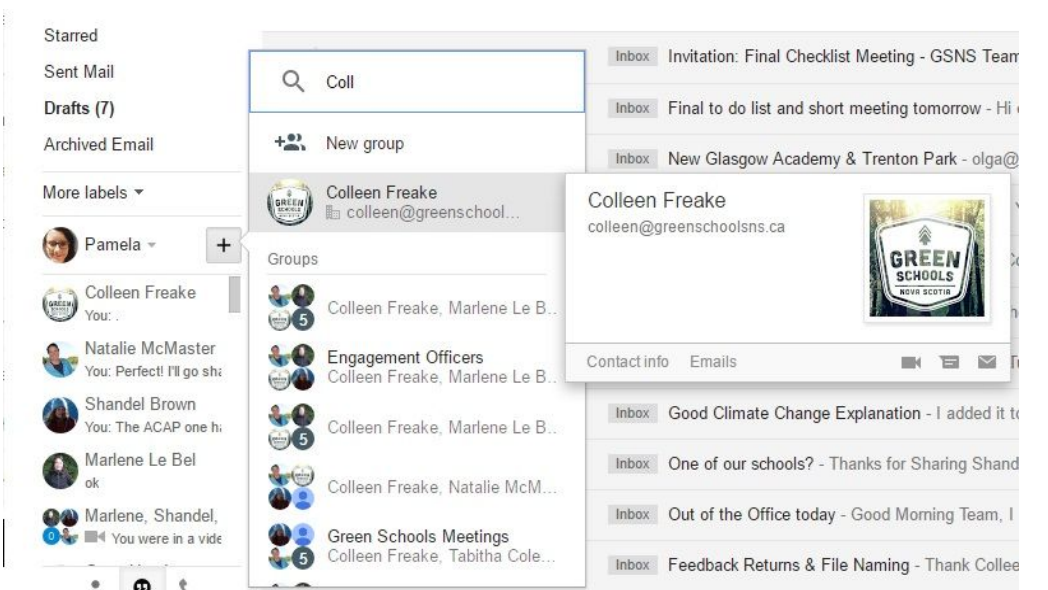 Starred
Sent Mail
Drafts (7)
Archived Email
More labels
Pamela
+
Colleen Freake
You: .
Natalie McMaster
You: Perfect! I'll go sha
Shandel Brown
You: The ACAP one ha
Marlene Le Bel
ok
Marlene, Shandel,
0
You were in a vide
Coll
New group
Colleen Freake
colleen@greenschool...
Groups
Colleen Freake, Marlene Le B..
5
Engagement Officers
Colleen Freake, Marlene Le B..
Colleen Freake, Marlene Le B..
5
Colleen Freake, Natalie McM...
Green Schools Meetings
Colleen Freake, Tabitha Cole...
5
Colleen Freake
colleen@greenschoolsns.ca
GREEN
SCHOOLS
NOVA SCOTIA
Contact info Emails
Inbox Invitation: Final Checklist Meeting - GSNS Team
Inbox Final to do list and short meeting tomorrow - Hi
Inbox New Glasgow Academy & Trenton Park - olga@
Inbox Good Climate Change Explanation - I added it to
Inbox One of our schools? - Thanks for Sharing Shand
Inbox Out of the Office today - Good Morning Team, I
Inbox Feedback Returns & File Naming - Thank Collee